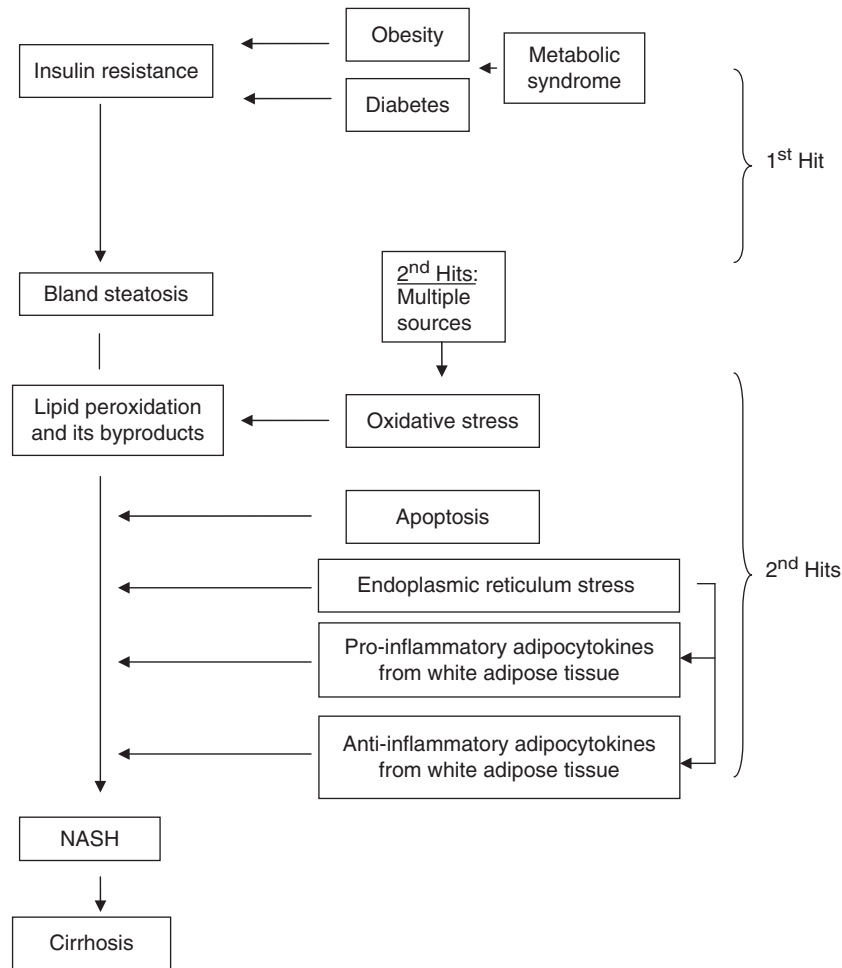 Obesity
Insulin resistance
Metabolic
syndrome
Diabetes
1st Hit
Bland steatosis
2nd Hits:
Multiple
sources
Lipid peroxidation
and its byproducts
Oxidative stress
Apoptosis
Endoplasmic reticulum stress
2nd Hits
Pro-inflammatory adipocytokines
from white adipose tissue
Anti-inflammatory adipocytokines
from white adipose tissue
NASH
Cirrhosis